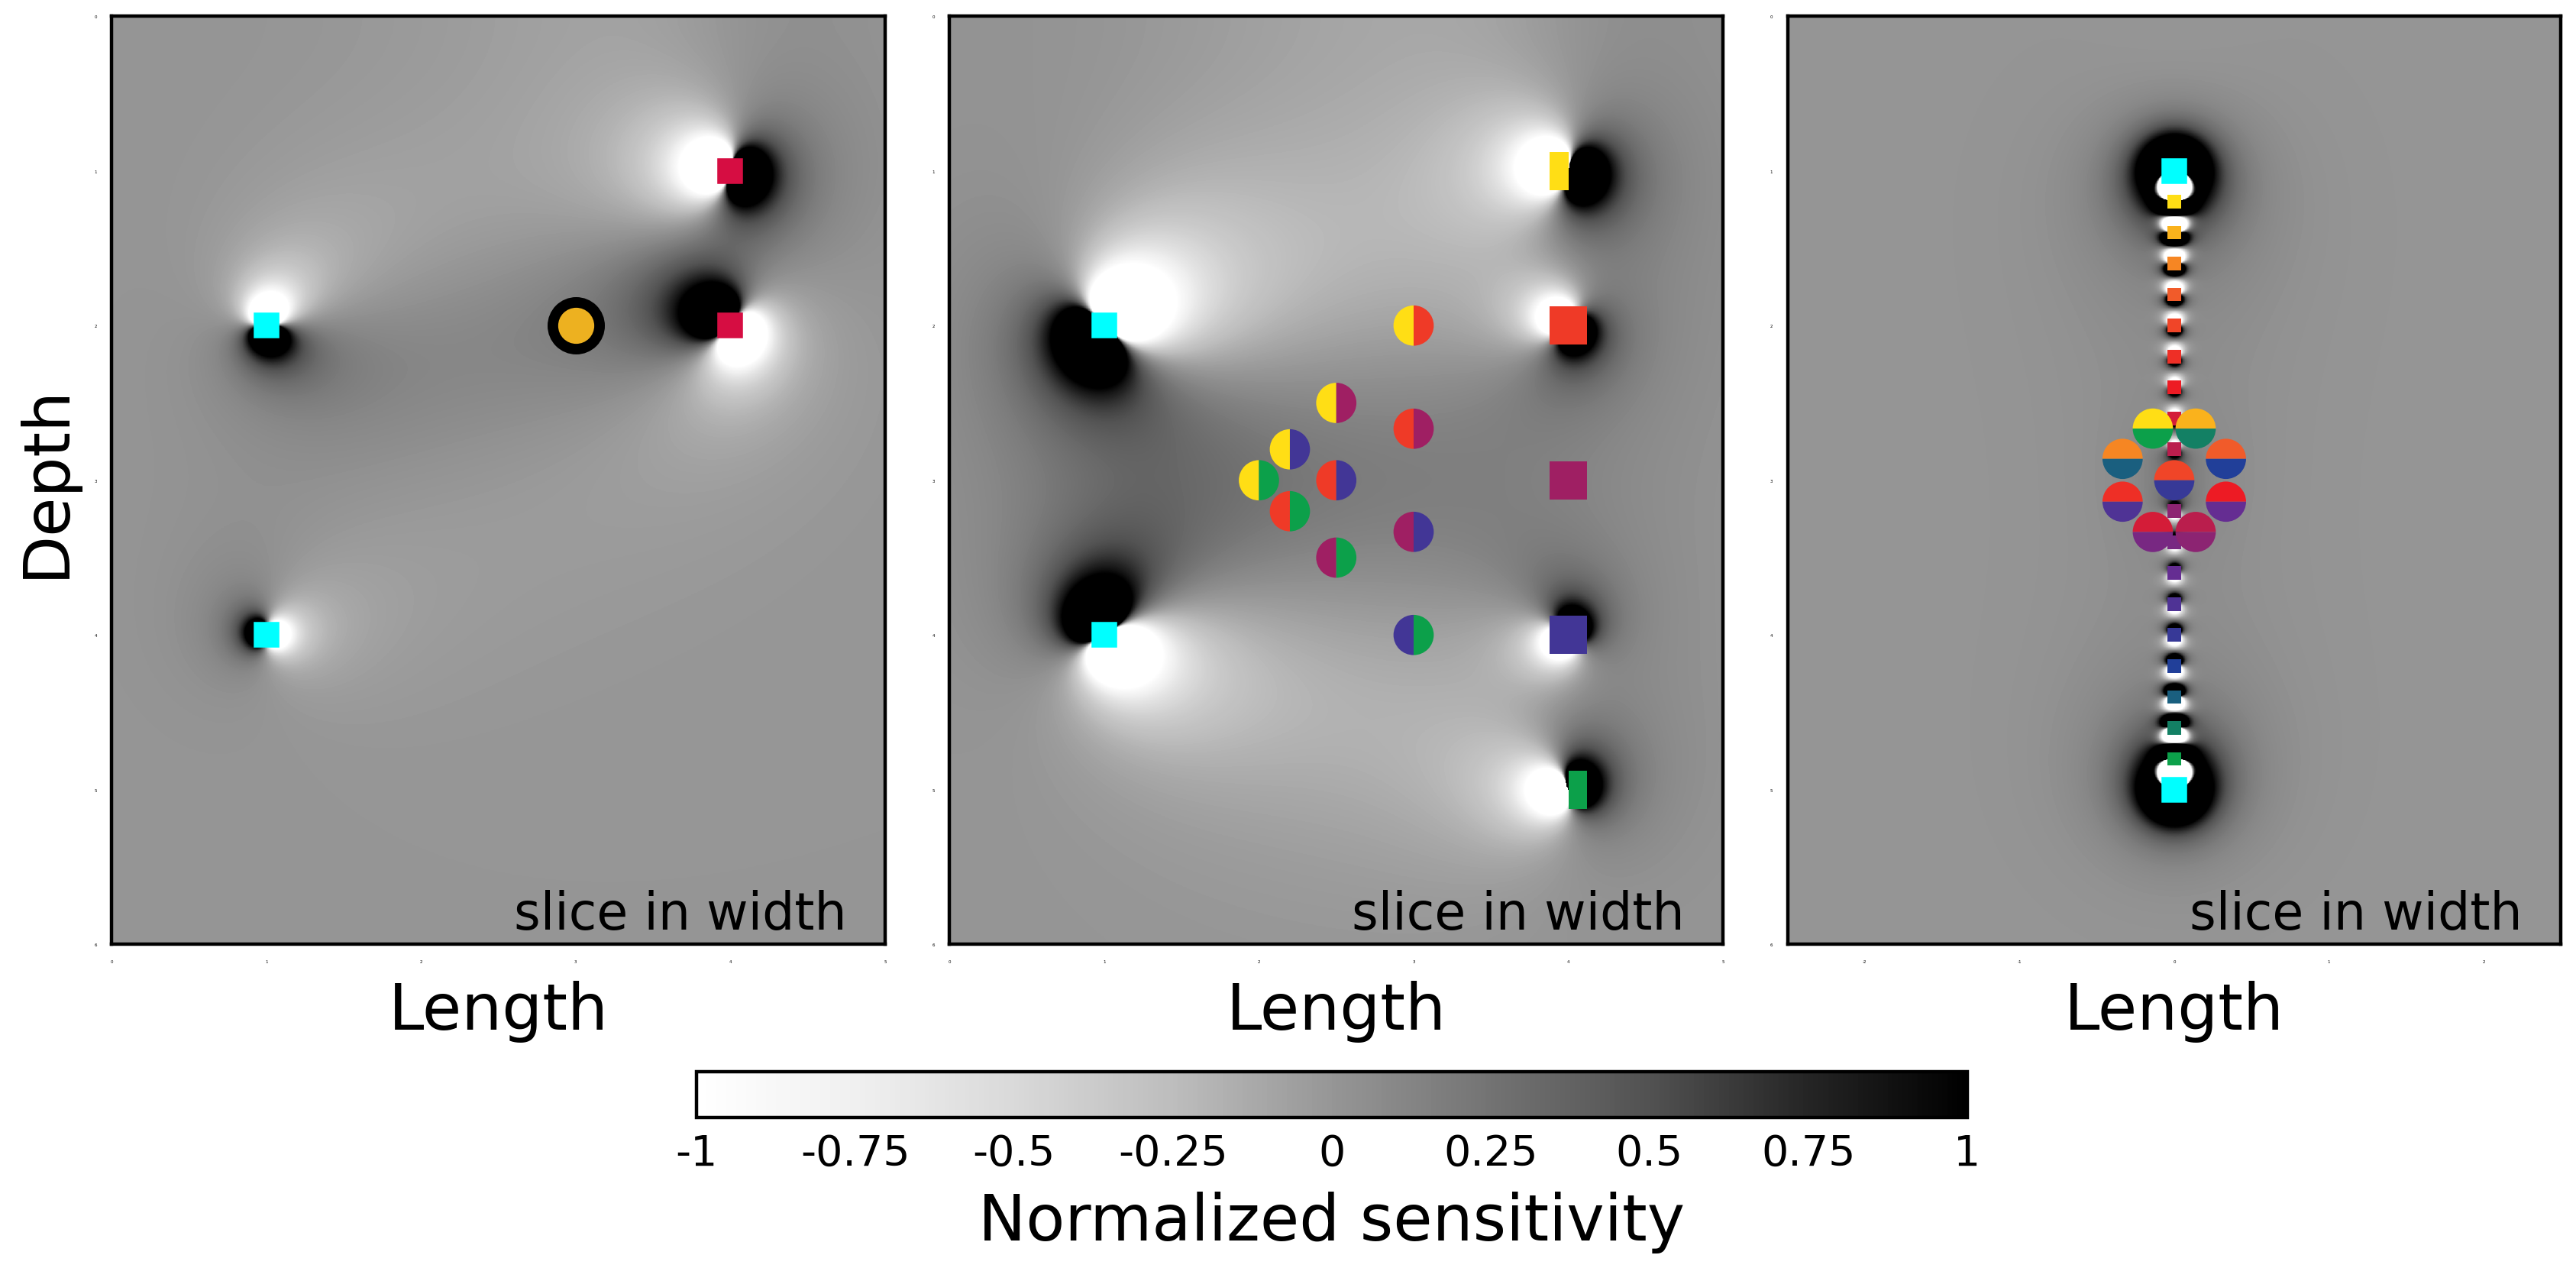 Depth
slice in width
slice in width
slice in width
Length
Length
Length
-1 -0.75 -0.5 -0.25 0 0.25 0.5 0.75 1
Normalized sensitivity